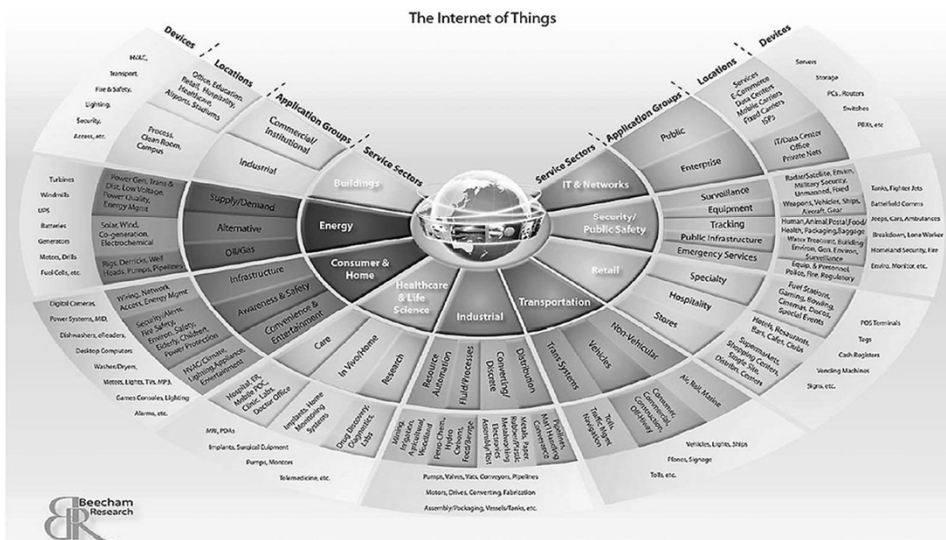 The Internet of Things
Devices
Locations
Application Groups
Service Sectors
Service Sectors
Application Groups
Locations
Devices
HVAC,
Transport,
Fire & Safety,
Lighting,
Security,
Access, etc.
Office, Education,
Retail, Hospitality,
Healthcare,
Airports, Stadiums
Process,
Clean Room,
Campus
Commercial/
Institutional
Industrial
Buildings
Turbines
Windmills
UPS
Batteries
Generators
Meters, Drills
Fuel Cells, etc.
Power Gen, Trans &
Dist, Low Voltage,
Power Quality,
Energy Mgmt
Solar, Wind,
Co-generation,
Electrochemical
Rigs, Derricks, Well
Heads, Pumps, Pipelines
Supply/Demand
Alternative
Oil/Gas
Energy
Digital Cameras,
Power Systems, MID,
Dishwashers, eReaders,
Desktop Computers
Washers/Dryers,
Meters, Lights, TVs, MP3,
Games Consoles, Lighting
Alarms, etc.
Wiring, Network
Access, Energy Mgmt
Security/Alerts,
Fire Safety,
Environ. Safety,
Elderly, Children,
Power Protection
HVAC/Climate,
Lighting, Appliance,
Entertainment
Infrastructure
Awareness & Safety
Convenience &
Entertainment
Consumer
& Home
MRI, PDAs
Implants, Surgical Euipment
Pumps, Monitors
Telemedicine, etc.
Hospital, ER,
Mobile POC,
Clinic, Labs,
Doctor Office
Implants, Home
Monitoring
Systems
Drug Discovery,
Diagnostics,
Labs
Care
In Vivo/Home
Research
Healthcare
& Life
Science
Pumps, Valves, Vats, Conveyors, Pipelines
Motors, Drives, Converting, Fabrication
Assembly/Packaging, Vessels/Tanks, etc.
Mining,
Irrigation,
Agricultural,
Woodland
Petro-Chem,
Hydro
Carbons,
Food/Bevrge
Metals, Paper,
Rubber/Plastic
Metalworking
Electronics
Assembly/Test
Pipelines,
Mat'l Handling
Conveyance
Resource
Automation
Fluid/Processes
Converting/
Discrete
Distribution
Industrial
Vehicles, Lights, Ships
Planes, Signage
Tolls, etc.
Tolls,
Traffic Mgmt.
Navigation
Consumer,
Commercial,
Construction,
Off-Hwy
Air, Rail, Marine
Trans Systems
Vehicles
Non-Vehicular
Transportation
POS Terminals
Tags
Cash Registers
Vending Machines
Signs, etc.
Fuel Stations,
Gaming, Bowling,
Cinemas, Discos,
Special Events
Hotels, Restaurants,
Bars, Cafes, Clubs
Supermarkets,
Shopping Centers,
Single Site,
Distribn. Centers
Specialty
Hospitality
Stores
Retail
Tanks, Fighter Jets
Battlefield Comms
Jeeps, Cars, Ambulances
Breakdown, Lone Worker
Homeland Security, Fire
Enviro, Monitor, etc.
Radar/Satelite, Environ.
Military Security,
Unmanned, Fixed
Weapons, Vehicles, Ships,
Aircraft, Gear
Human, Animal, Postal, Food/
Health, Packaging, Baggage
Water Treatment, Building
Environ. Gen. Environ.
Surveillance
Equip. & Personnel,
Police, Fire, Regulatory
Surveillance
Equipment
Tracking
Public Infrastructure
Emergency Services
Security/
Public Safety
Servers
Storage
PCs, Routers
Switches
PBXs, etc
Services
E-Commerce
Data Centers
Mobile Carriers
Fixed Carriers
ISPs
IT/Data Center
Office
Private Nets
Public
Enterprise
IT & Networks
Beecham
Research